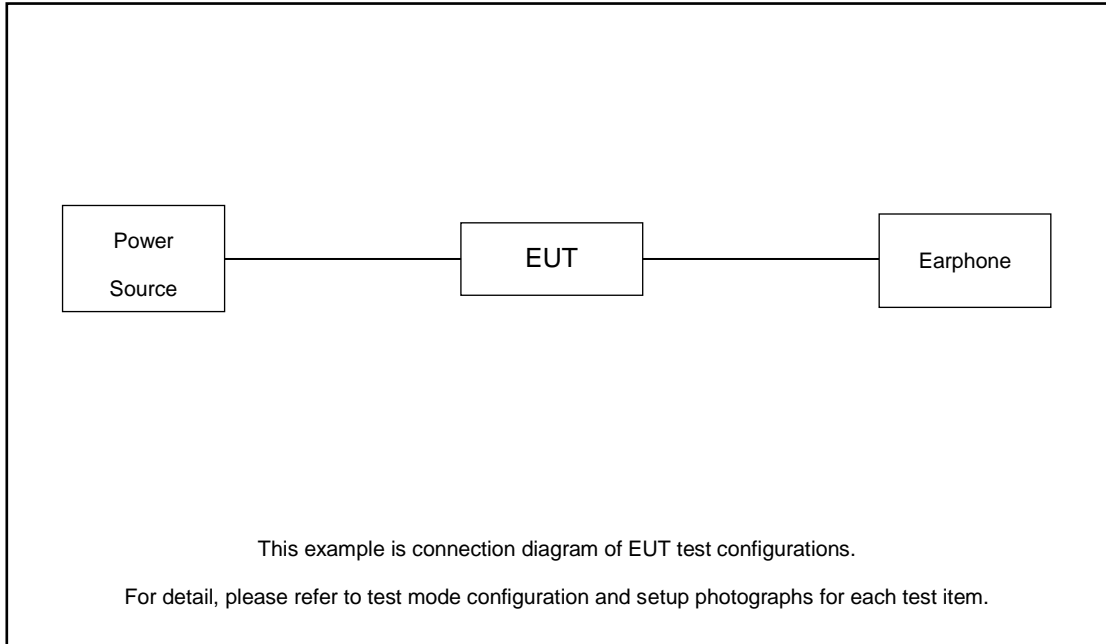 Power
Source
EUT
Earphone
This example is connection diagram of EUT test configurations.
For detail, please refer to test mode configuration and setup photographs for each test item.